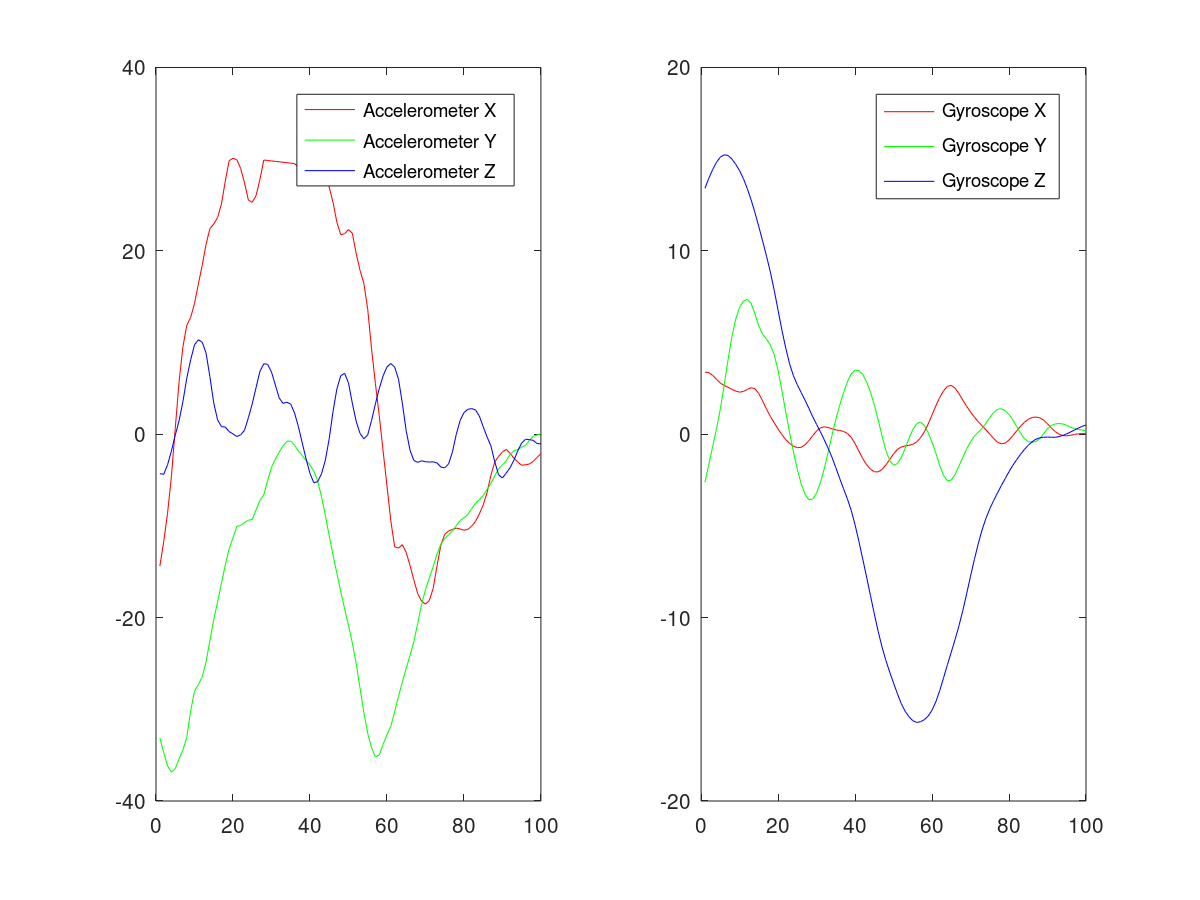 40
20
0
-20
-40
0 20 40 60 80 100
Accelerometer X
Accelerometer Y
Accelerometer Z
20
10
0
-10
-20
0 20 40 60 80 100
Gyroscope X
Gyroscope Y
Gyroscope Z